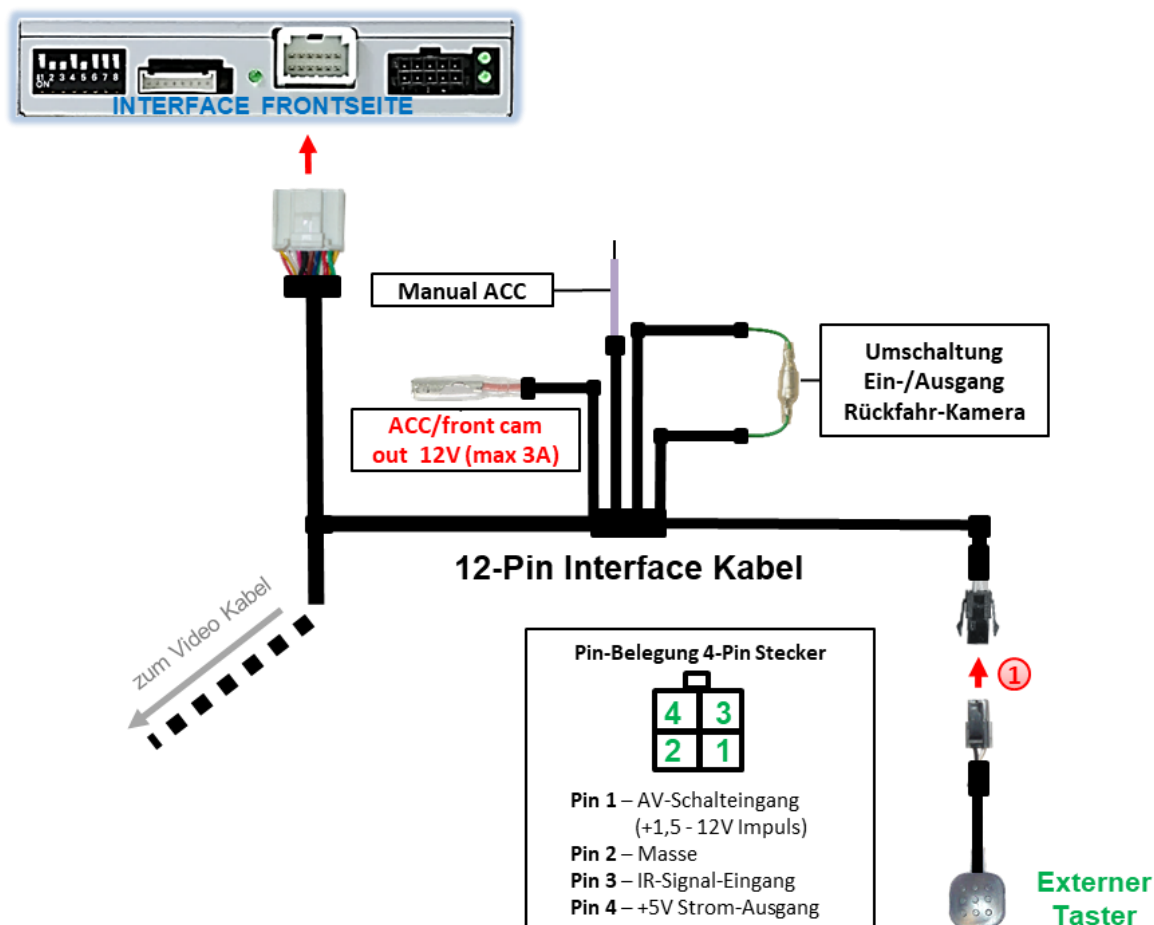 1 2 3 4 5 6 7 8
ON
INTERFACE FRONTSEITE
Manual ACC
Umschaltung
Ein-/Ausgang
Rückfahr-Kamera
ACC/front cam
out 12V (max 3A)
12-Pin Interface Kabel
zum Video Kabel
1
Pin-Belegung 4-Pin Stecker
4 3
2 1
Pin 1 – AV-Schalteingang
(+1,5 - 12V Impuls)
Pin 2 – Masse
Pin 3 – IR-Signal-Eingang
Pin 4 – +5V Strom-Ausgang
Externer
Taster